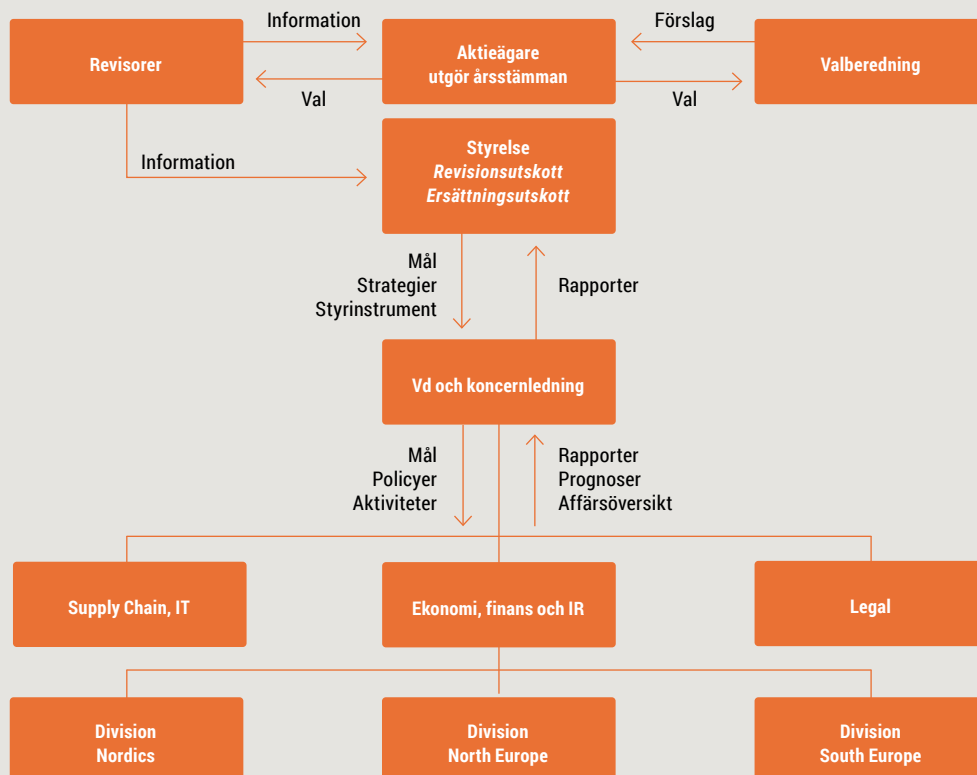 Information
Förslag
Revisorer
Aktieägare
utgör årsstämman
Valberedning
Val
Val
Styrelse
Revisionsutskott
Ersättningsutskott
Information
Mål
Strategier
Styrinstrument
Rapporter
Vd och koncernledning
Mål
Policyer
Aktiviteter
Rapporter
Prognoser
Affärsöversikt
Supply Chain, IT
Ekonomi, finans och IR
Legal
Division
Nordics
Division
North Europe
Division
South Europe